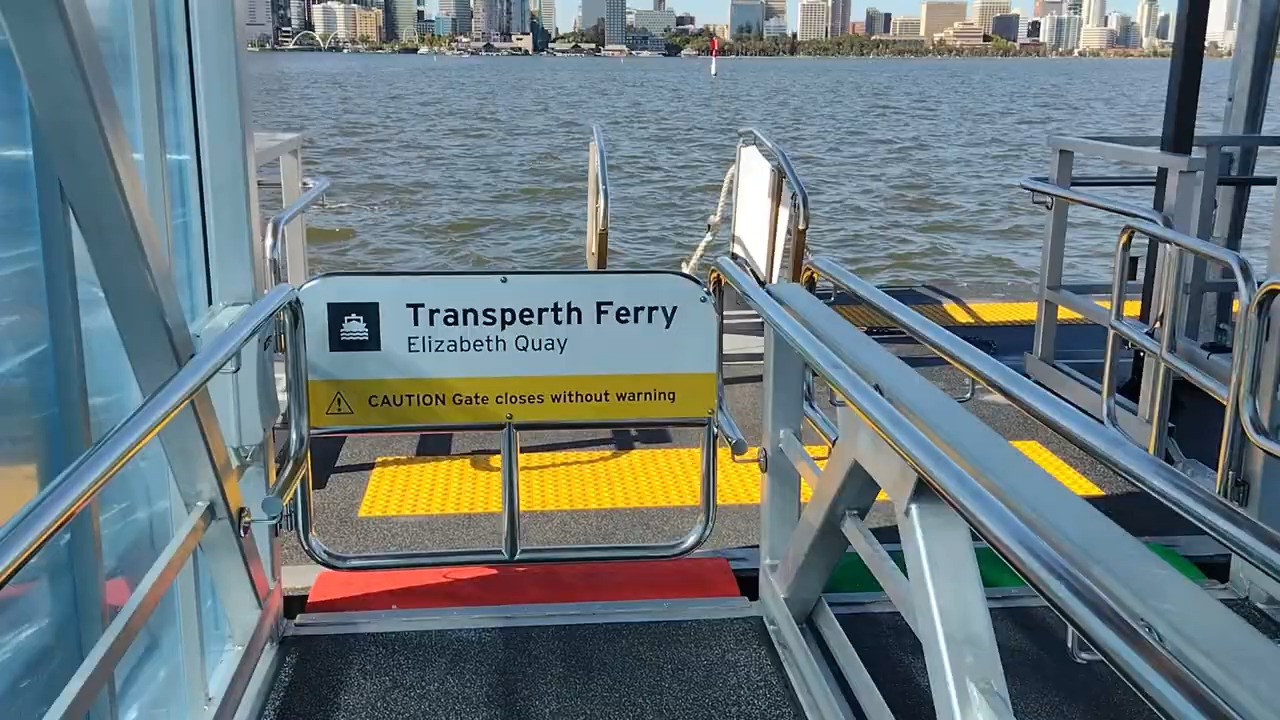 Transperth Ferry
Elizabeth Quay
CAUTION Gate closes without warning